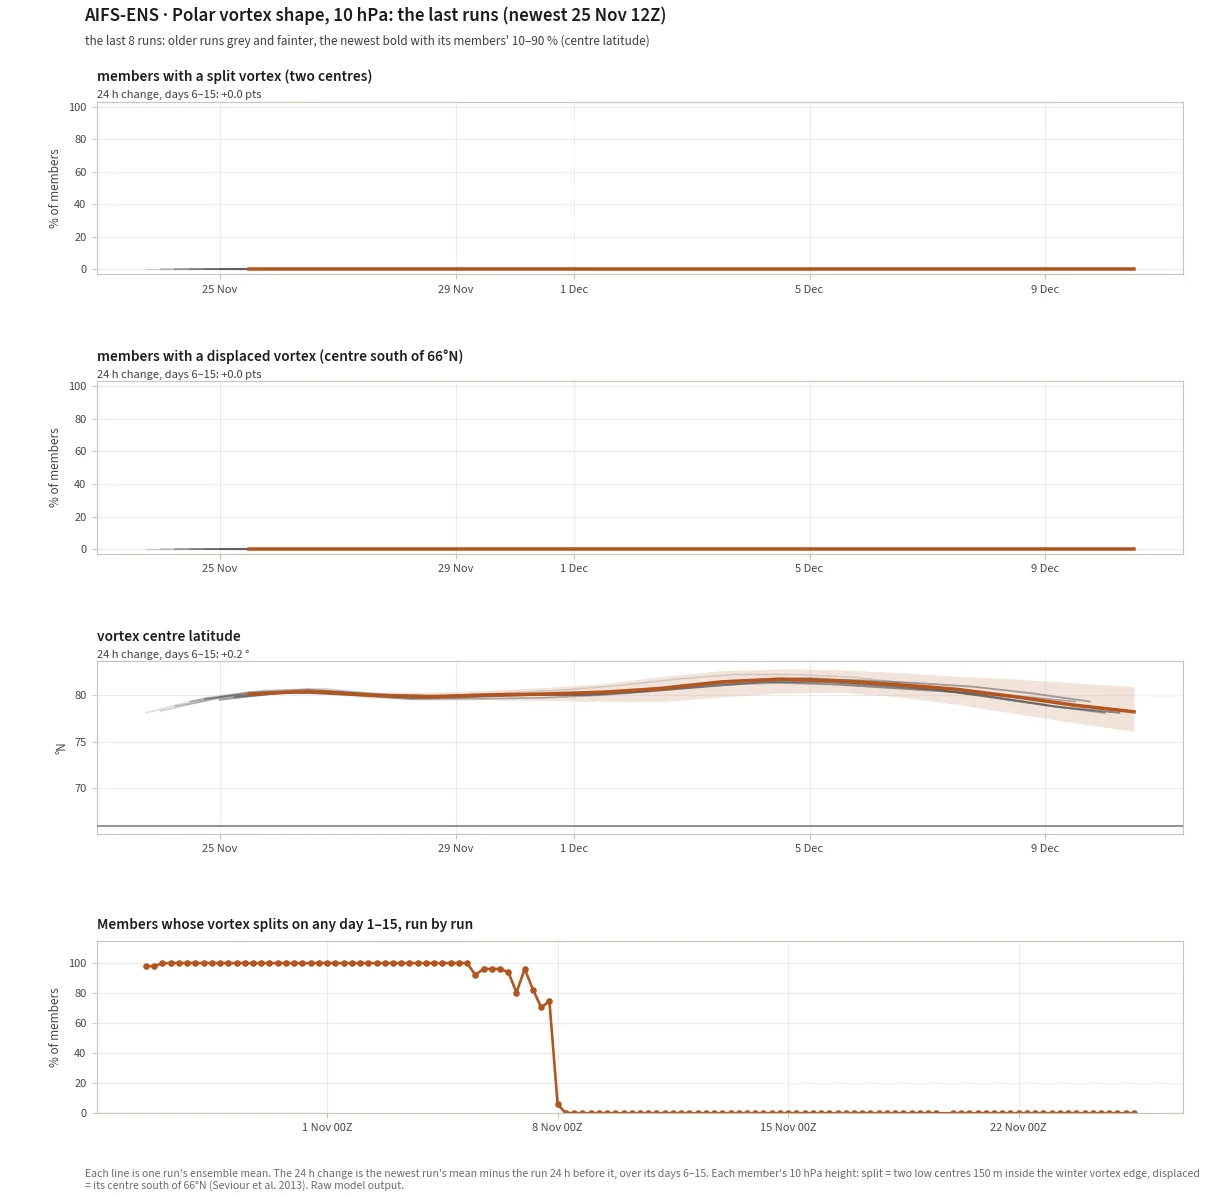 AIFS-ENS · Polar vortex shape, 10 hPa: the last runs (newest 25 Nov 12Z)
the last 8 runs: older runs grey and fainter, the newest bold with its members' 10–90 % (centre latitude)
members with a split vortex (two centres)
24 h change, days 6–15: +0.0 pts
100
80
60
40
20
0
% of members
25 Nov
29 Nov
1 Dec
5 Dec
9 Dec
members with a displaced vortex (centre south of 66°N)
24 h change, days 6–15: +0.0 pts
100
80
60
40
20
0
% of members
25 Nov
29 Nov
1 Dec
5 Dec
9 Dec
vortex centre latitude
24 h change, days 6–15: +0.2 °
80
75
70
°N
25 Nov
29 Nov
1 Dec
5 Dec
9 Dec
Members whose vortex splits on any day 1–15, run by run
100
80
60
40
20
0
% of members
1 Nov 00Z
8 Nov 00Z
15 Nov 00Z
22 Nov 00Z
Each line is one run's ensemble mean. The 24 h change is the newest run's mean minus the run 24 h before it, over its days 6–15. Each member's 10 hPa height: split = two low centres 150 m inside the winter vortex edge, displaced
= its centre south of 66°N (Seviour et al. 2013). Raw model output.